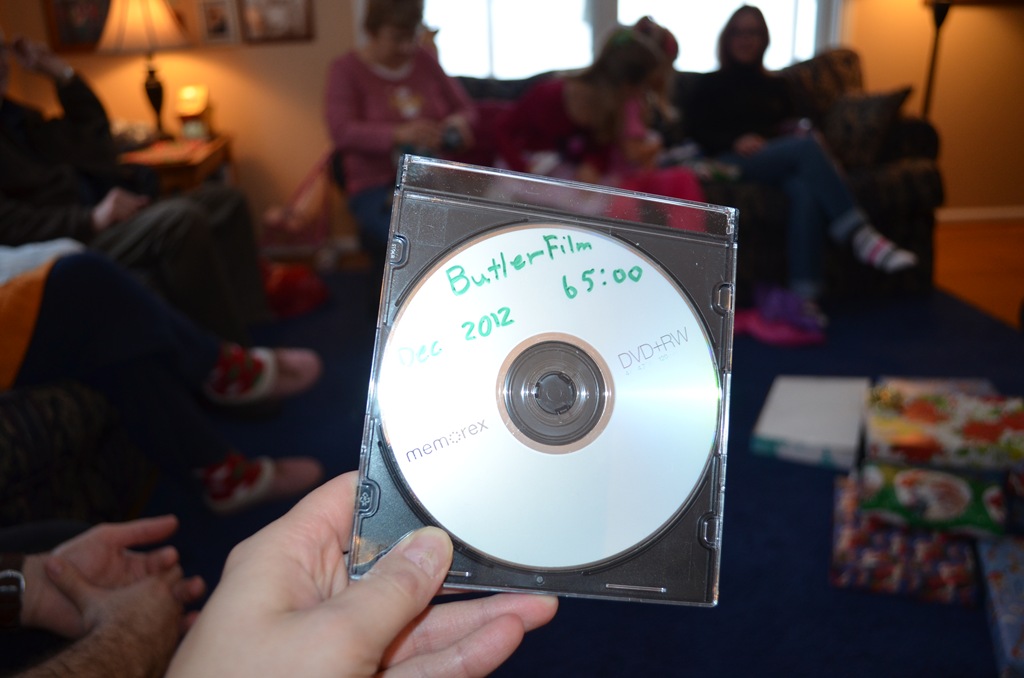 Butler Film
65:00
Dec 2012
DVD+RW
memorex